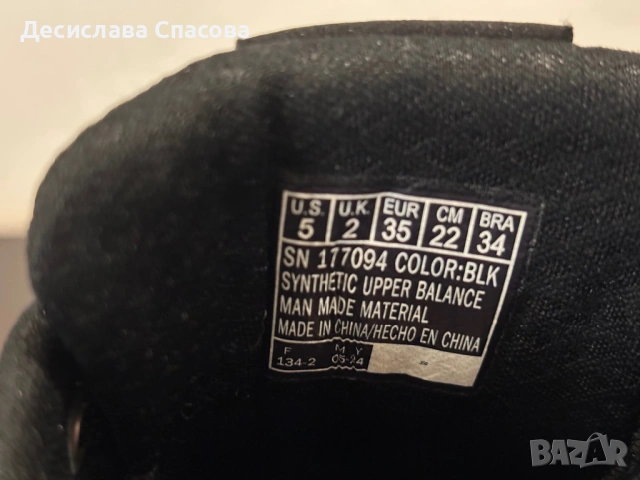 Десислава Спасова
U.S. U.K. EUR CM BRA
5 2 35 22 34
SN 177094 COLOR:BLK
SYNTHETIC UPPER BALANCE
MAN MADE MATERIAL
MADE IN CHINA/HECHO EN CHINA
F M Y
134-2 05-24
BAZAR